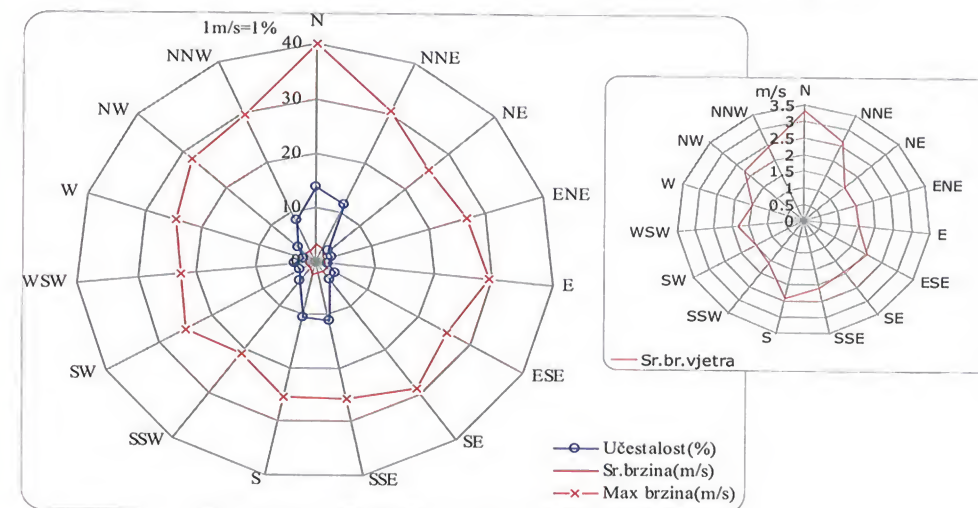 N
1m/s=1%
40
NNW
NNE
30
NW
NE
20
W
ENE
10
0
WSW
E
SW
ESE
SSW
SE
S
SSE
Učestalost(%)
Sr.brzina(m/s)
Max brzina(m/s)
m/s
N
3.5
NNW
NNE
3
2.5
NW
NE
2
1.5
W
ENE
1
0.5
0
WSW
E
SW
ESE
SSW
SE
S
SSE
Sr.br.vjetra